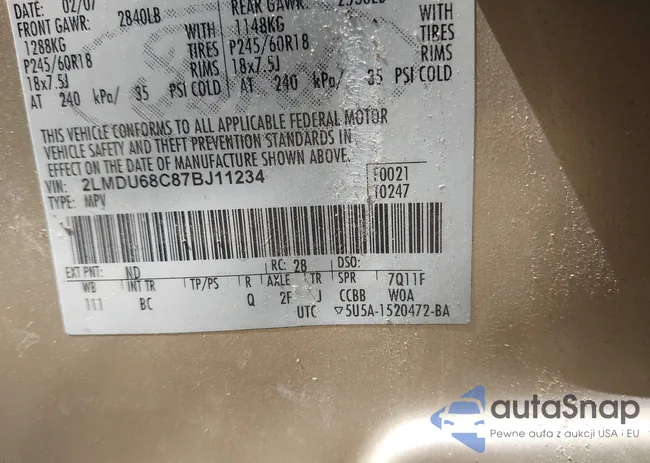 DATE: 02/07
FRONT GAWR: 2840LB REAR GAWR:
1288KG WITH 1148KG WITH
P245/60R18 TIRES P245/60R18 TIRES
18x7.5J RIMS 18x7.5J RIMS
AT 240 kPa/ 35 PSI COLD AT 240 kPa/ 35 PSI COLD
THIS VEHICLE CONFORMS TO ALL APPLICABLE FEDERAL MOTOR
VEHICLE SAFETY AND THEFT PREVENTION STANDARDS IN
EFFECT ON THE DATE OF MANUFACTURE SHOWN ABOVE.
VIN: 2LMDU68C87BJ11234 F0021
TYPE: MPV T0247
EXT PNT: ND RC: 28 DSO:
WB INT TR TP/PS R AXLE TR SPR 7Q11F
111 BC Q 2F J CCBB WOA
UTC ▽5U5A-1520472-BA
autaSnap
Pewne auta z aukcji USA i EU